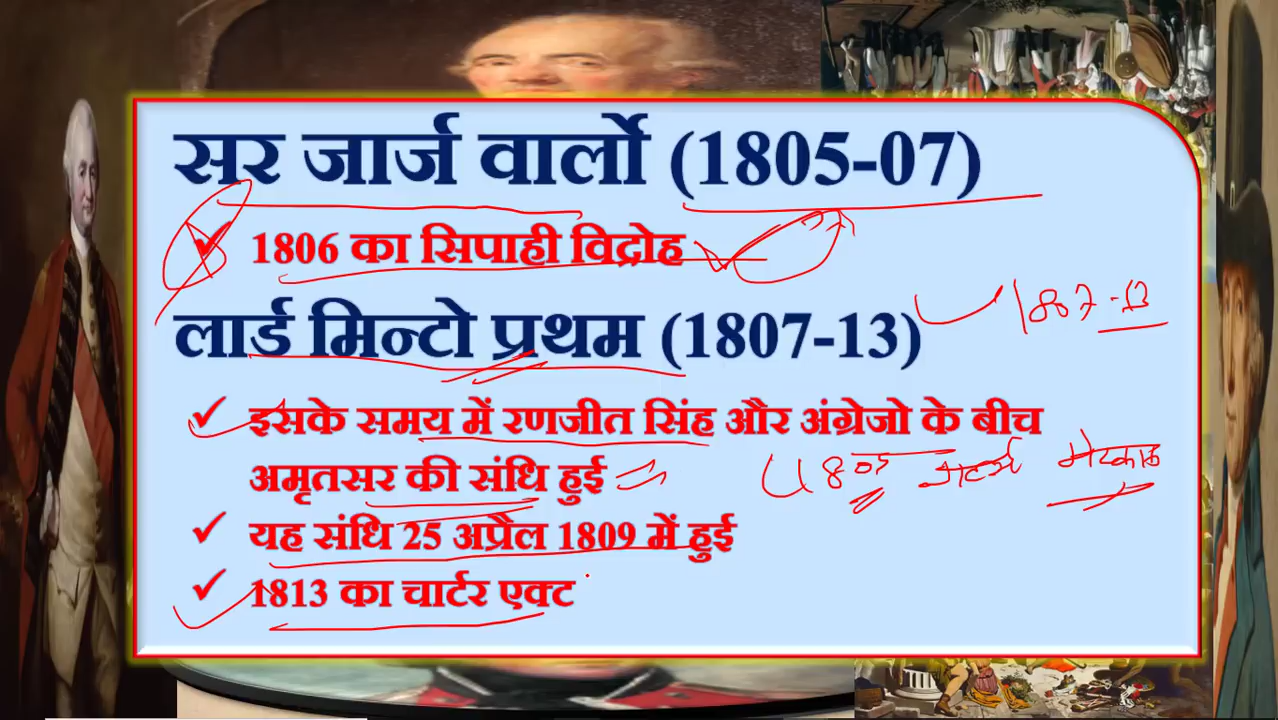 सर जार्ज वार्लो (1805-07)
1806 का सिपाही विद्रोह
लार्ड मिन्टो प्रथम (1807-13)
1807-13
इसके समय में रणजीत सिंह और अंग्रेजो के बीच
अमृतसर की संधि हुई
यह संधि 25 अप्रैल 1809 में हुई
1813 का चार्टर एक्ट